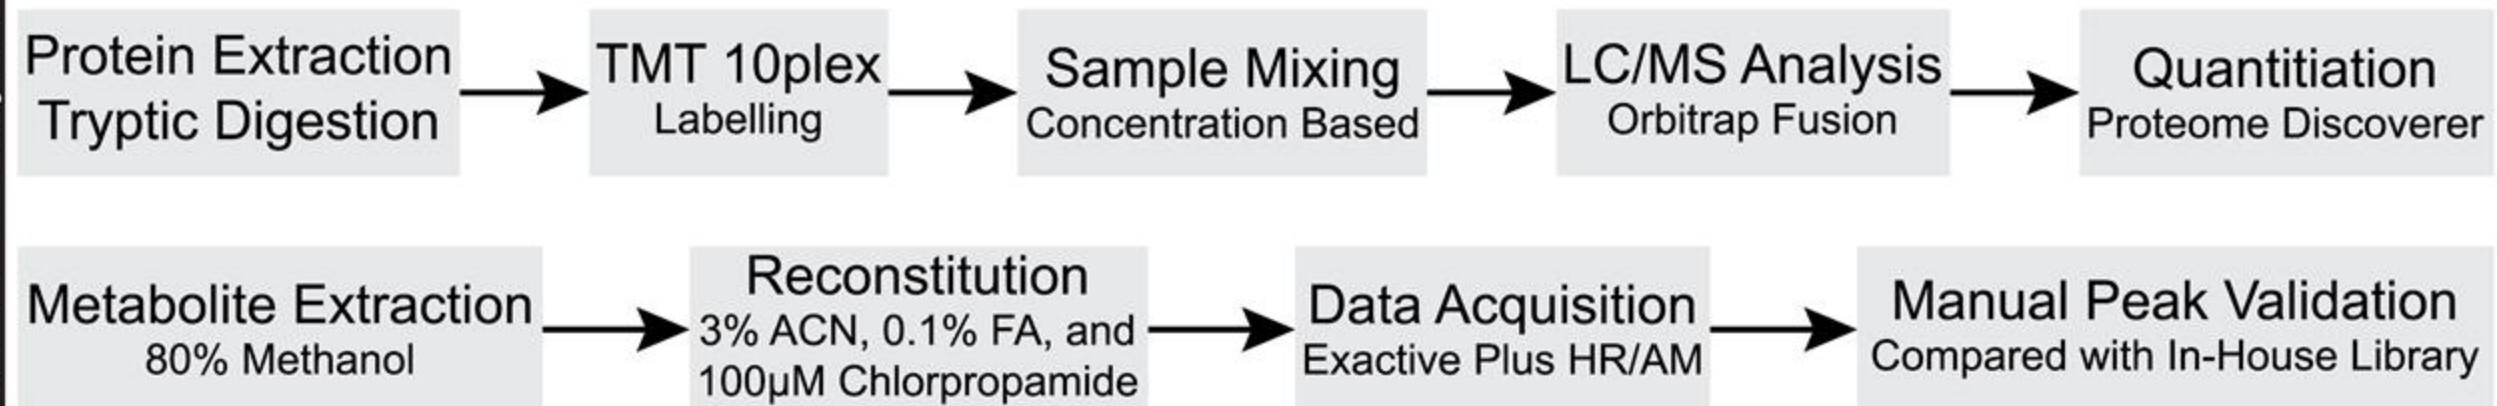 Protein Extraction
Tryptic Digestion
TMT 10plex
Labelling
Sample Mixing
Concentration Based
LC/MS Analysis
Orbitrap Fusion
Quantitiation
Proteome Discoverer
Metabolite Extraction
80% Methanol
Reconstitution
3% ACN, 0.1% FA, and
100µM Chlorpropamide
Data Acquisition
Exactive Plus HR/AM
Manual Peak Validation
Compared with In-House Library